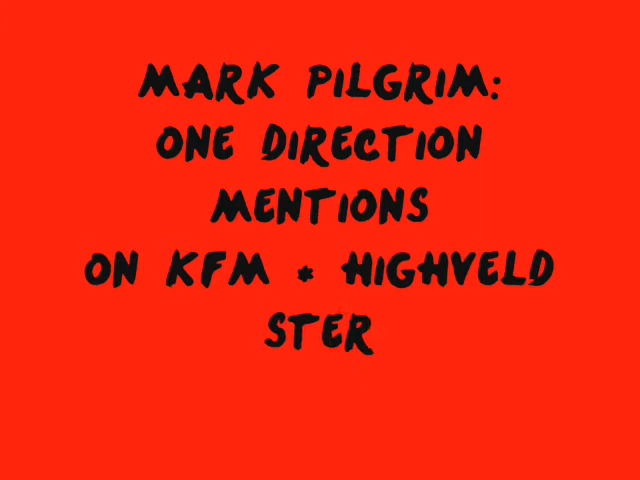 MARK PILGRIM:
ONE DIRECTION
MENTIONS
ON KFM * HIGHVELD
STER